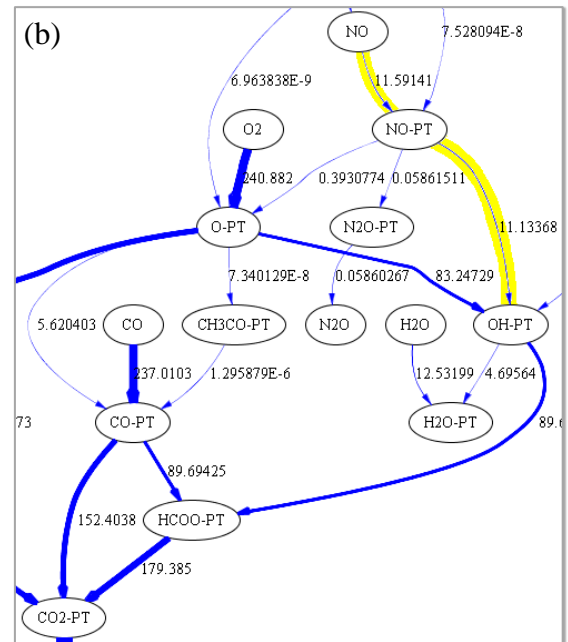 (b)
NO
7.528094E-8
6.963838E-9
11.59141
O2
NO-PT
240.882
0.3930774
0.05861511
11.13368
O-PT
N2O-PT
7.340129E-8
0.05860267
83.24729
5.620403
CO
CH3CO-PT
N2O
H2O
OH-PT
237.0103
1.295879E-6
12.53199
4.69564
73
CO-PT
H2O-PT
89.6
89.69425
152.4038
HCOO-PT
179.385
CO2-PT